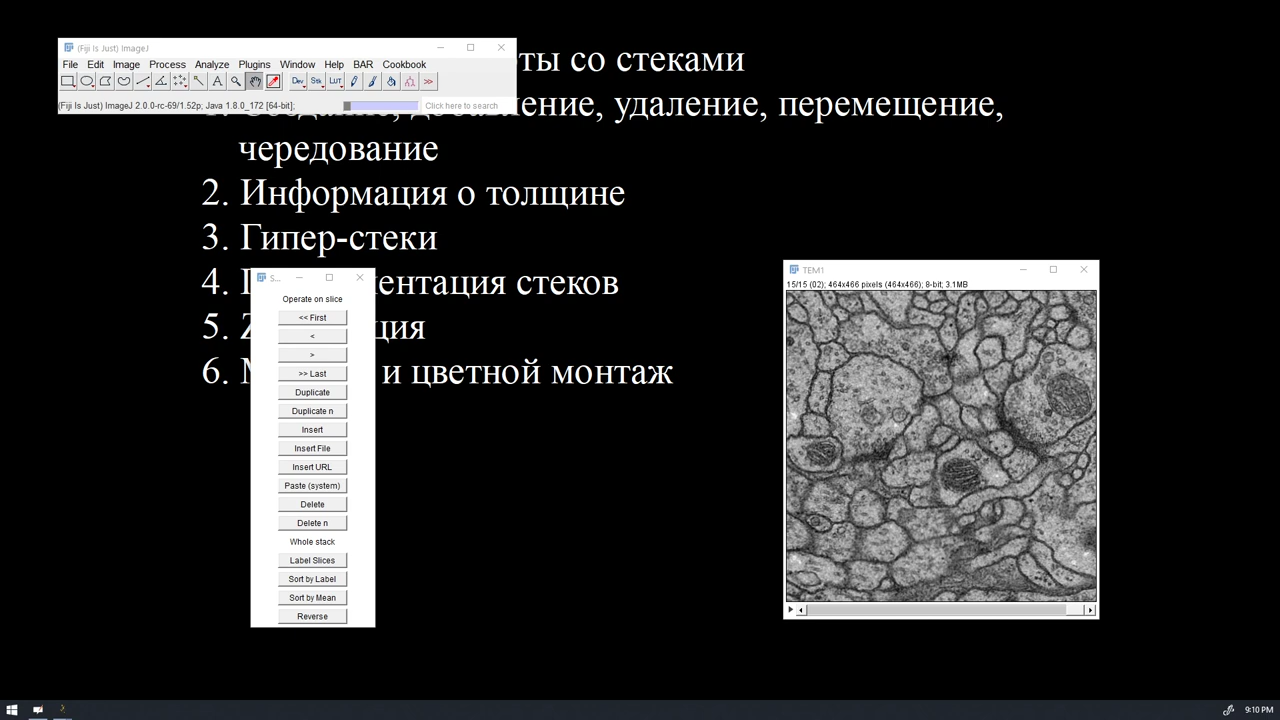 (Fiji Is Just) ImageJ
File Edit Image Process Analyze Plugins Window Help BAR Cookbook
Dev Stk LUT
(Fiji Is Just) ImageJ 2.0.0-rc-69/1.52p; Java 1.8.0_172 [64-bit];
Click here to search
со стеками
удаление, перемещение,
чередование
2. Информация о толщине
3. Гипер-стеки
4.
стеков
5.
6.
и цветной монтаж
S...
Operate on slice
<< First
<
>
>> Last
Duplicate
Duplicate n
Insert
Insert File
Insert URL
Paste (system)
Delete
Delete n
Whole stack
Label Slices
Sort by Label
Sort by Mean
Reverse
TEM1
15/15 (02); 464x466 pixels (464x466); 8-bit; 3.1MB
9:10 PM